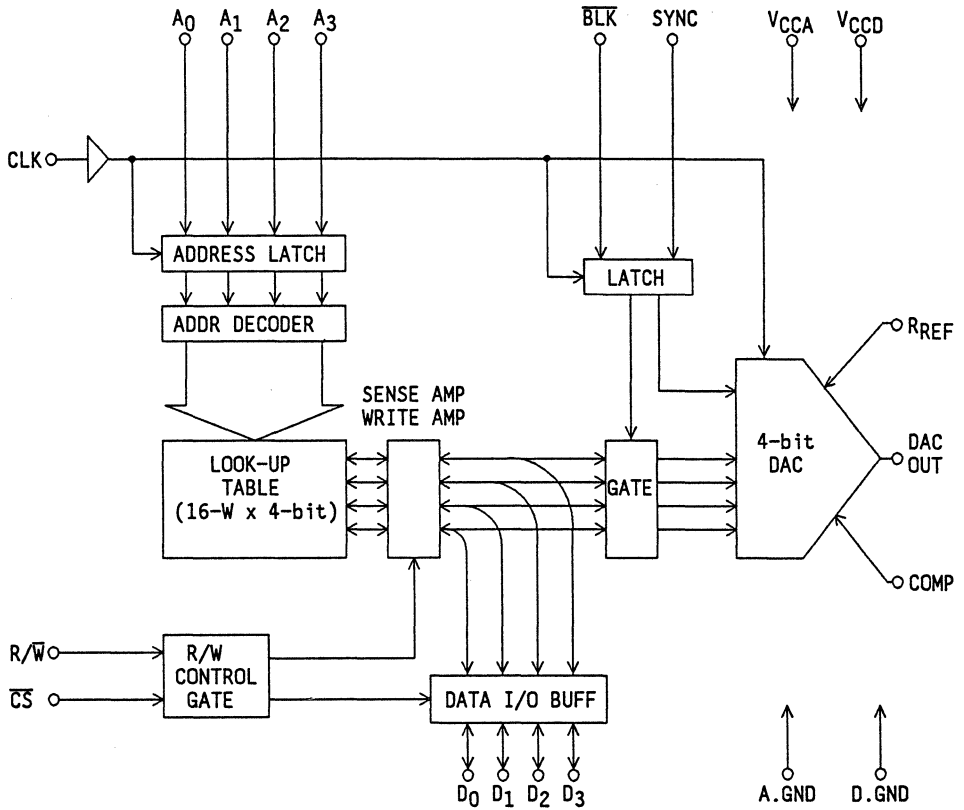 A0 A1 A2 A3 B̅L̅K̅ SYNC VCCA VCCD
CLK
ADDRESS LATCH
LATCH
ADDR DECODER
RREF
SENSE AMP
WRITE AMP
LOOK-UP
TABLE
(16-W x 4-bit)
GATE
4-bit
DAC
DAC
OUT
COMP
R/W̅
C̅S̅
R/W
CONTROL
GATE
DATA I/O BUFF
D0 D1 D2 D3
A.GND D.GND